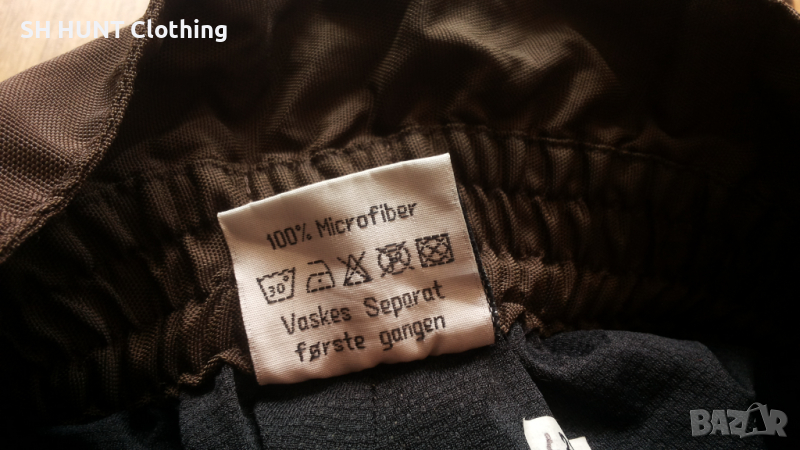 SH HUNT Clothing
100% Microfiber
30°
Vaskes Separat
første gangen
BAZAR